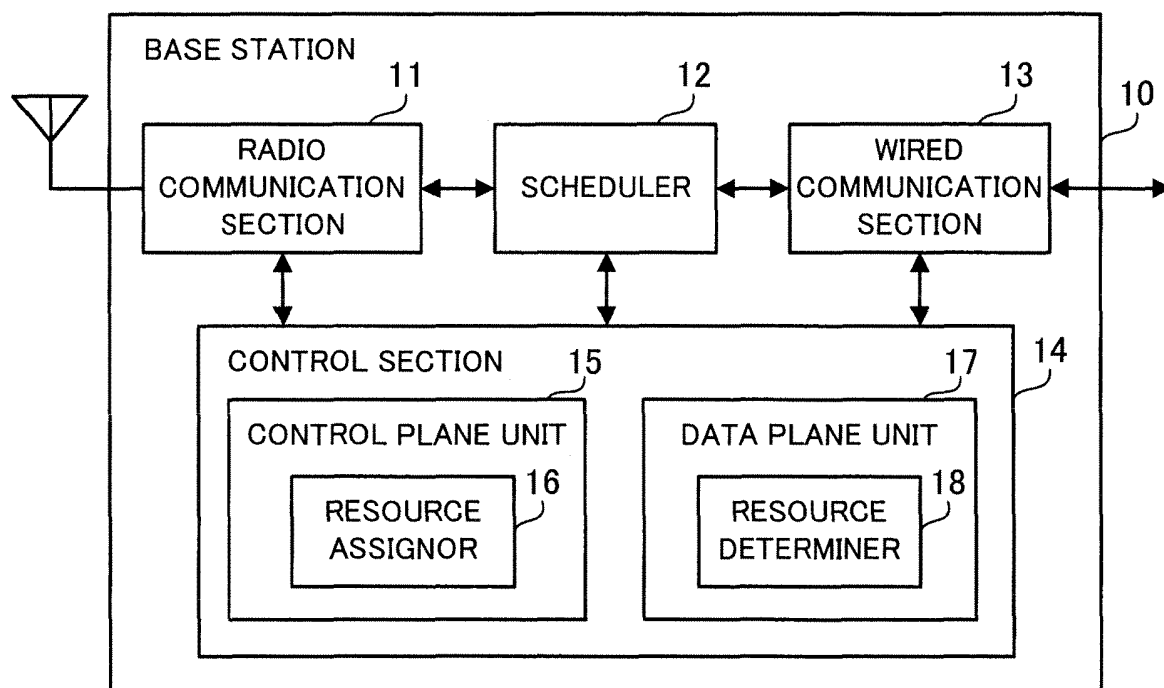 BASE STATION
10
11
12
13
RADIO
COMMUNICATION
SECTION
SCHEDULER
WIRED
COMMUNICATION
SECTION
14
CONTROL SECTION
15
17
CONTROL PLANE UNIT
DATA PLANE UNIT
16
18
RESOURCE
ASSIGNOR
RESOURCE
DETERMINER